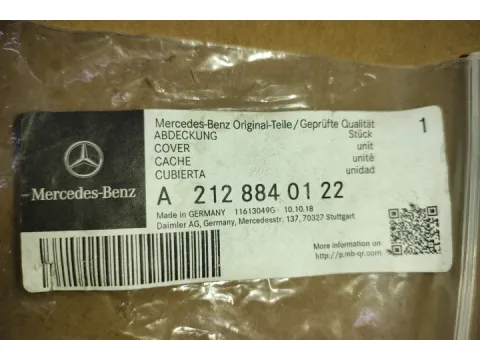 Mercedes-Benz
Mercedes-Benz Original-Teile/Geprüfte Qualität 1
ABDECKUNG Stück
COVER unit
CACHE unité
CUBIERTA unidad
A 212 884 01 22
Made in GERMANY 11613049G 10.10.18
Daimler AG, Germany, Mercedesstr. 137, 70327 Stuttgart
More information on
http://p.mb-qr.com